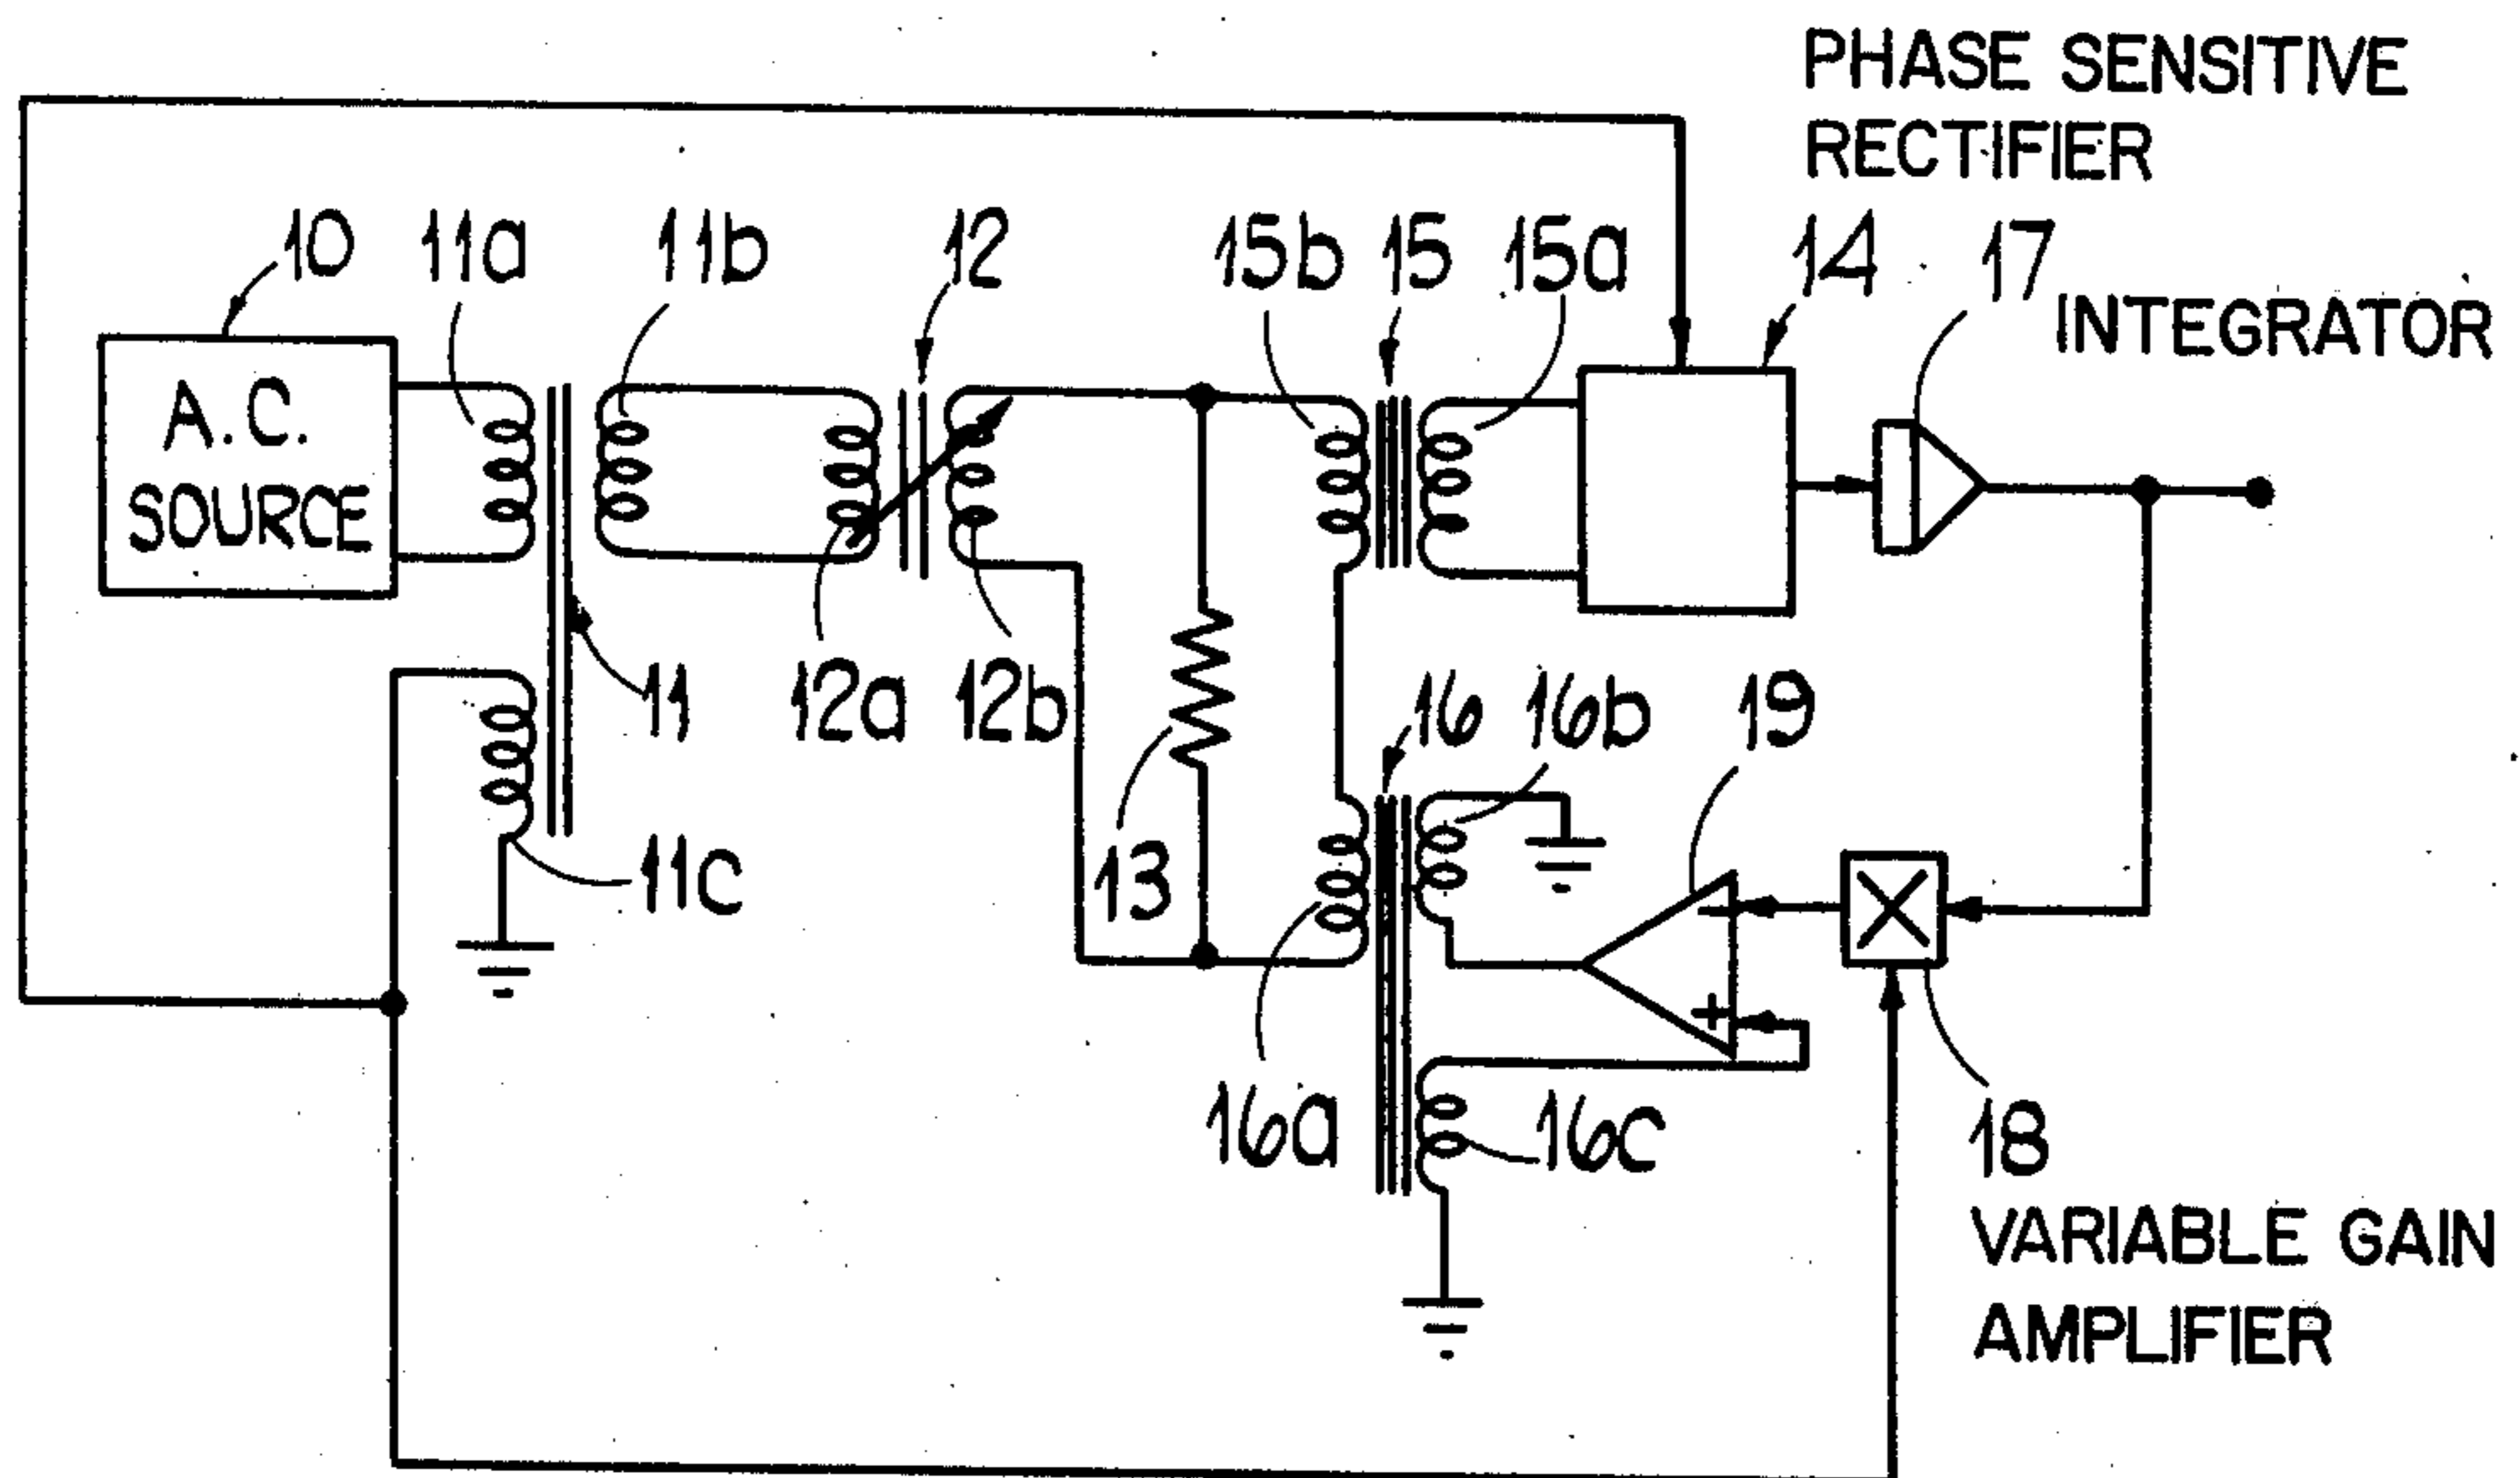 PHASE SENSITIVE
RECTIFIER
10
11a
11b
12
15b
15
15a
14
17
INTEGRATOR
A.C.
SOURCE
11
12a
12b
16
16b
19
13
11c
−
+
16a
16c
18
VARIABLE GAIN
AMPLIFIER